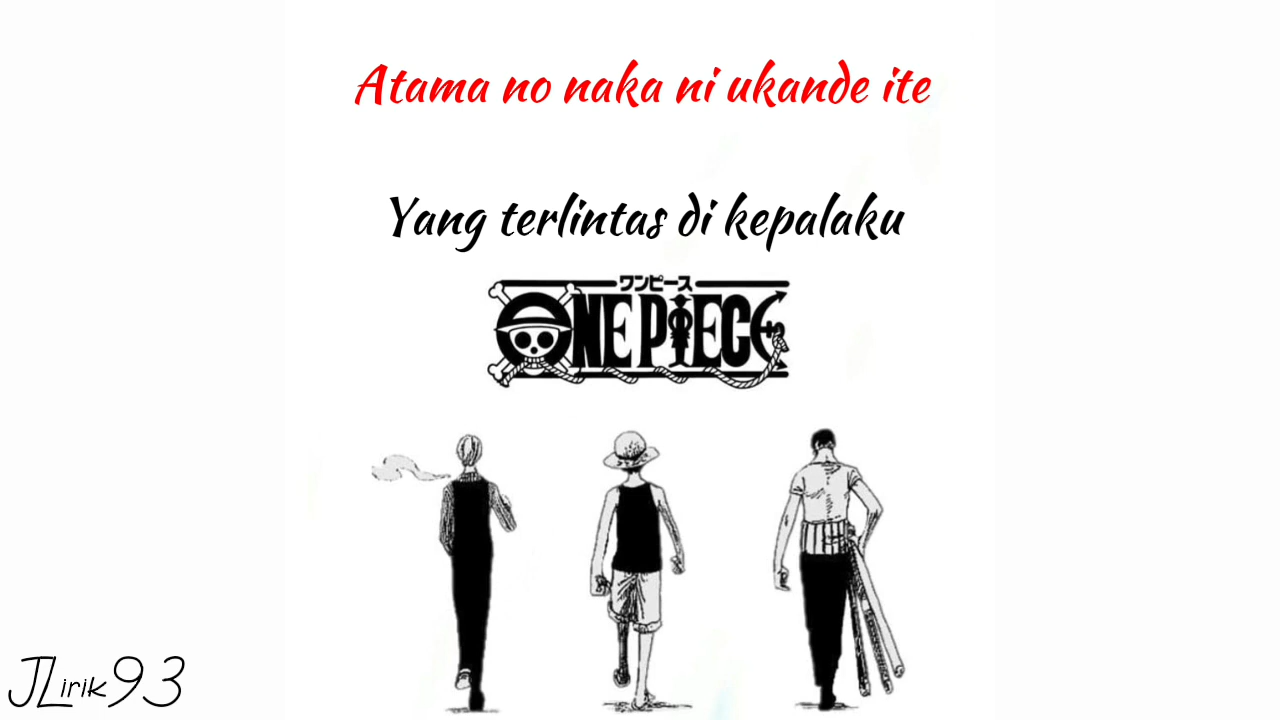 Atama no naka ni ukande ite
Yang terlintas di kepalaku
ワンピース
ONE PIECE
JLirik93